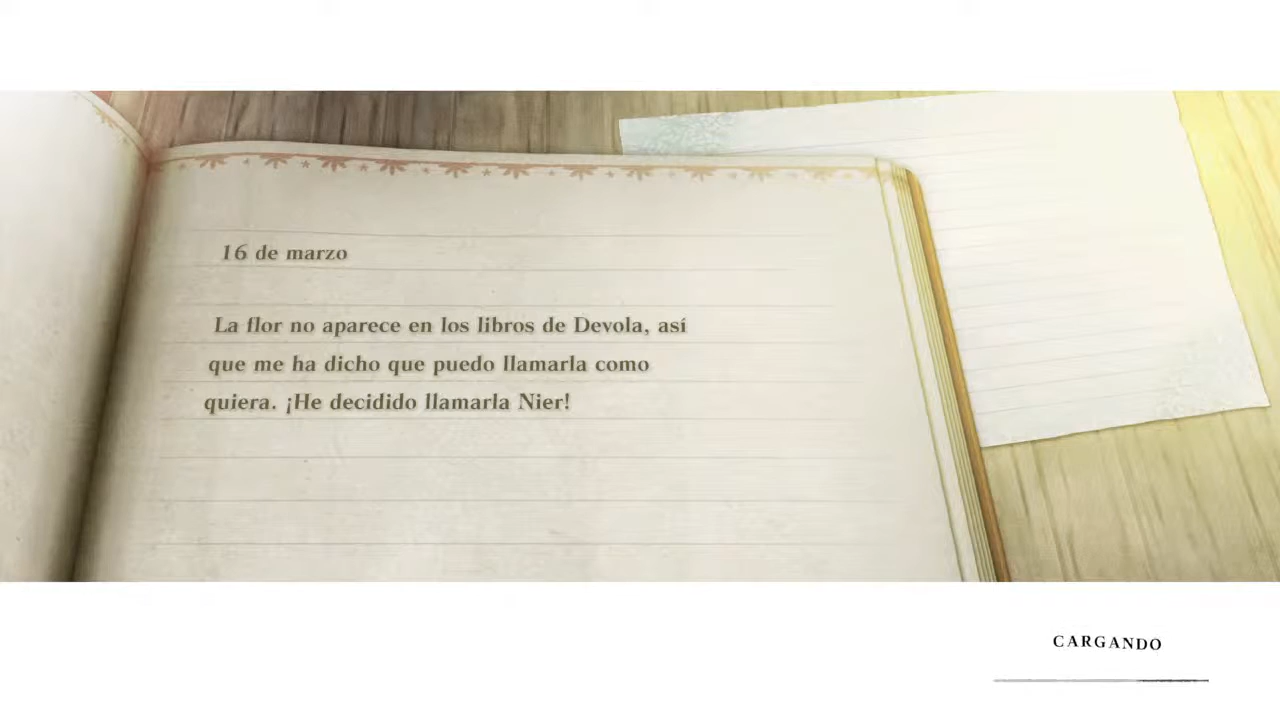 16 de marzo
La flor no aparece en los libros de Devola, así
que me ha dicho que puedo llamarla como
quiera. ¡He decidido llamarla Nier!
CARGANDO